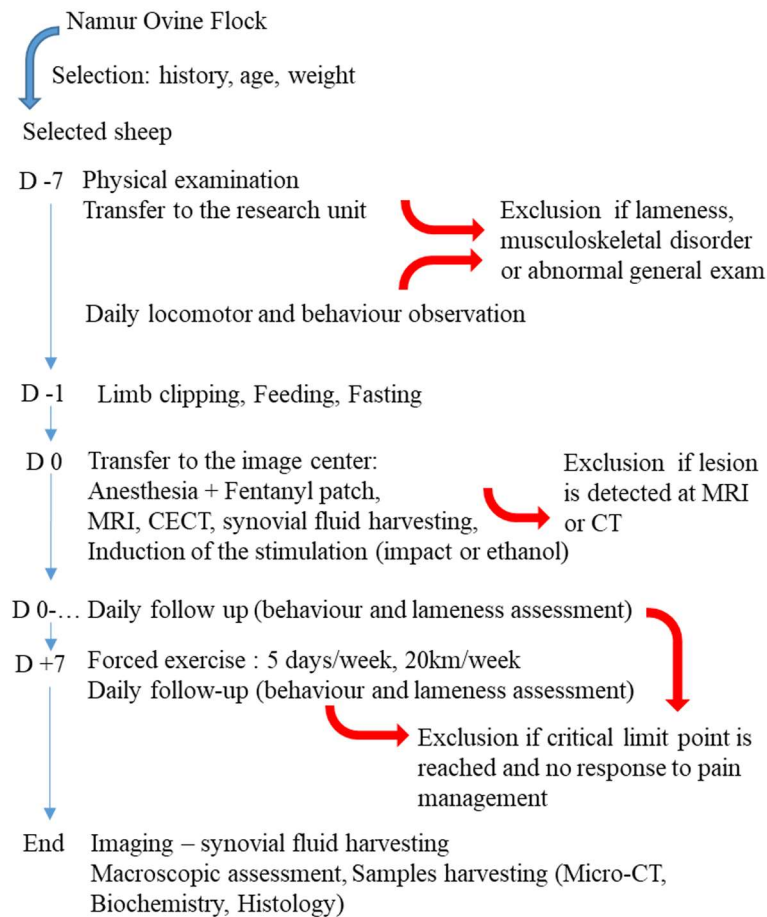 Namur Ovine Flock
Selection: history, age, weight
Selected sheep
D -7 Physical examination
Transfer to the research unit
Exclusion if lameness,
musculoskeletal disorder
or abnormal general exam
Daily locomotor and behaviour observation
D -1 Limb clipping, Feeding, Fasting
D 0 Transfer to the image center:
Anesthesia + Fentanyl patch,
MRI, CECT, synovial fluid harvesting,
Induction of the stimulation (impact or ethanol)
Exclusion if lesion
is detected at MRI
or CT
D 0-… Daily follow up (behaviour and lameness assessment)
D +7 Forced exercise : 5 days/week, 20km/week
Daily follow-up (behaviour and lameness assessment)
Exclusion if critical limit point is
reached and no response to pain
management
End Imaging – synovial fluid harvesting
Macroscopic assessment, Samples harvesting (Micro-CT,
Biochemistry, Histology)